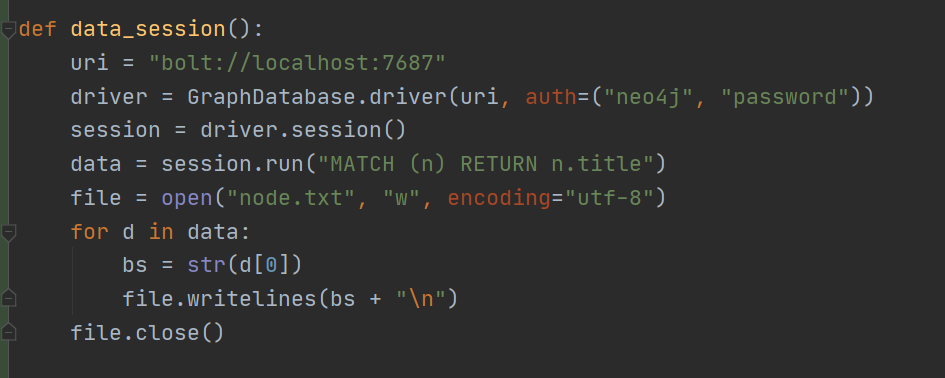 def data_session():
    uri = "bolt://localhost:7687"
    driver = GraphDatabase.driver(uri, auth=("neo4j", "password"))
    session = driver.session()
    data = session.run("MATCH (n) RETURN n.title")
    file = open("node.txt", "w", encoding="utf-8")
    for d in data:
        bs = str(d[0])
        file.writelines(bs + "\n")
    file.close()